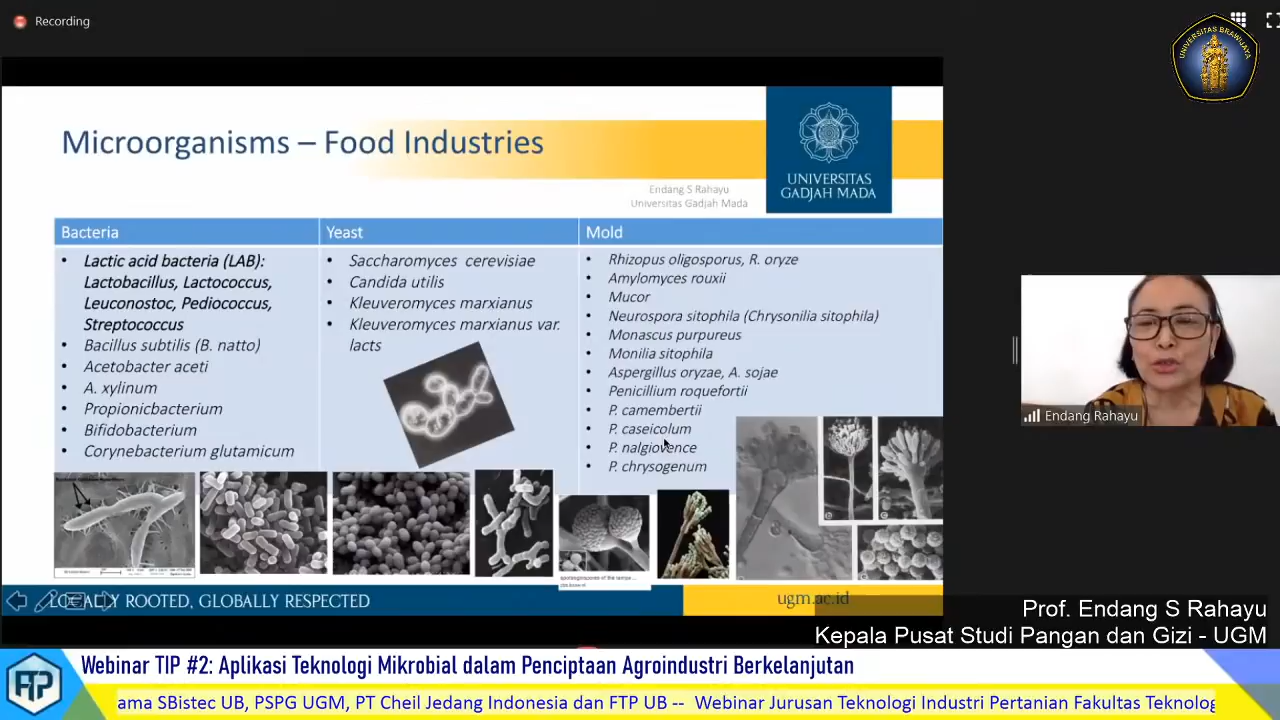 Recording
UNIVERSITAS BRAWIJAYA
Microorganisms – Food Industries
UNIVERSITAS
GADJAH MADA
Endang S Rahayu
Universitas Gadjah Mada
Bacteria
Lactic acid bacteria (LAB):
Lactobacillus, Lactococcus,
Leuconostoc, Pediococcus,
Streptococcus
Bacillus subtilis (B. natto)
Acetobacter aceti
A. xylinum
Propionicbacterium
Bifidobacterium
Corynebacterium glutamicum
Yeast
Saccharomyces cerevisiae
Candida utilis
Kleuveromyces marxianus
Kleuveromyces marxianus var.
lacts
Mold
Rhizopus oligosporus, R. oryze
Amylomyces rouxii
Mucor
Neurospora sitophila (Chrysonilia sitophila)
Monascus purpureus
Monilia sitophila
Aspergillus oryzae, A. sojae
Penicillium roquefortii
P. camembertii
P. caseicolum
P. nalgiovence
P. chrysogenum
LOCALLY ROOTED, GLOBALLY RESPECTED
ugm.ac.id
Endang Rahayu
Prof. Endang S Rahayu
Kepala Pusat Studi Pangan dan Gizi - UGM
Webinar TIP #2: Aplikasi Teknologi Mikrobial dalam Penciptaan Agroindustri Berkelanjutan
ama SBistec UB, PSPG UGM, PT Cheil Jedang Indonesia dan FTP UB -- Webinar Jurusan Teknologi Industri Pertanian Fakultas Teknolog